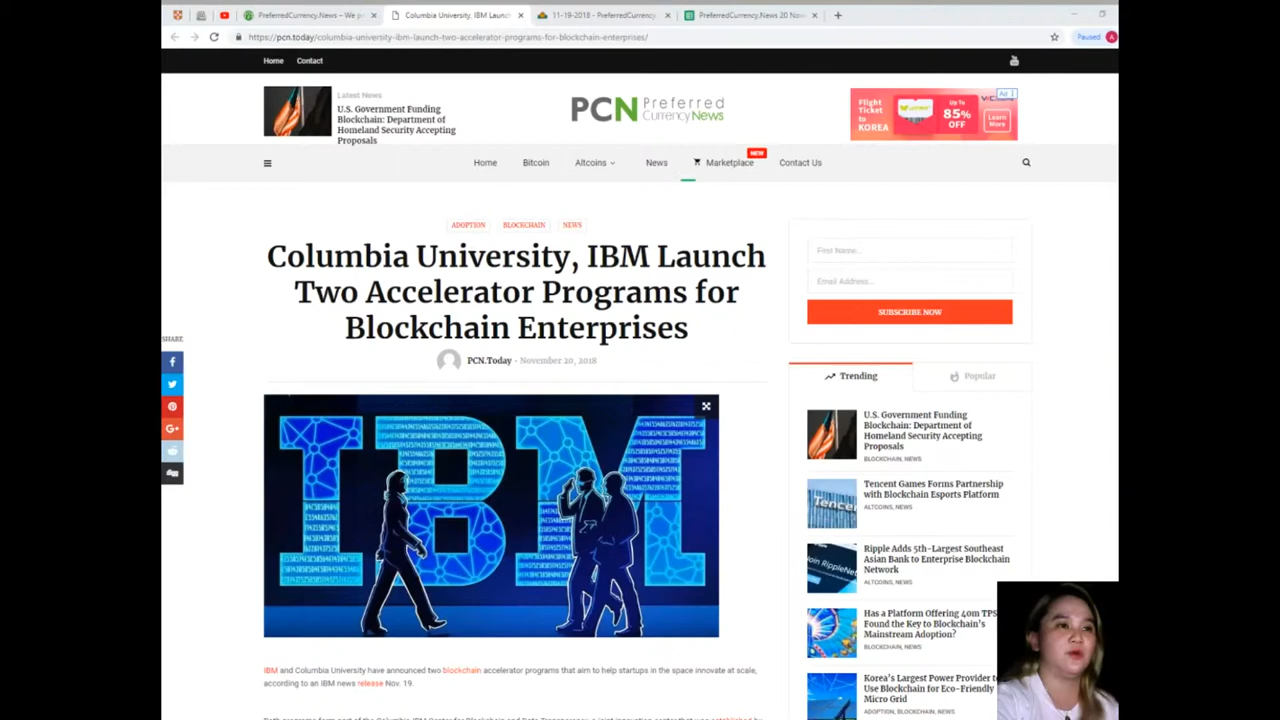 PreferredCurrency.News – We pr
Columbia University, IBM Launch
11-19-2018 - PreferredCurrency.
PreferredCurrency.News 20 Nov
https://pcn.today/columbia-university-ibm-launch-two-accelerator-programs-for-blockchain-enterprises/
Paused
A
Home
Contact
Latest News
U.S. Government Funding
Blockchain: Department of
Homeland Security Accepting
Proposals
PCN Preferred
Currency News
Flight
Ticket to
KOREA
Up To
85%
OFF
Ad
Learn
More
Home
Bitcoin
Altcoins
News
Marketplace
NEW
Contact Us
ADOPTION
BLOCKCHAIN
NEWS
Columbia University, IBM Launch
Two Accelerator Programs for
Blockchain Enterprises
PCN.Today - November 20, 2018
SHARE
IBM
IBM and Columbia University have announced two blockchain accelerator programs that aim to help startups in the space innovate at scale,
according to an IBM news release Nov. 19.
First Name...
Email Address...
SUBSCRIBE NOW
Trending
Popular
U.S. Government Funding
Blockchain: Department of
Homeland Security Accepting
Proposals
BLOCKCHAIN, NEWS
Tencent Games Forms Partnership
with Blockchain Esports Platform
ALTCOINS, NEWS
Ripple Adds 5th-Largest Southeast
Asian Bank to Enterprise Blockchain
Network
ALTCOINS, NEWS
Has a Platform Offering 40m TPS
Found the Key to Blockchain's
Mainstream Adoption?
BLOCKCHAIN, NEWS
Korea's Largest Power Provider t
Use Blockchain for Eco-Friendly
Micro Grid
ADOPTION, BLOCKCHAIN, NEWS